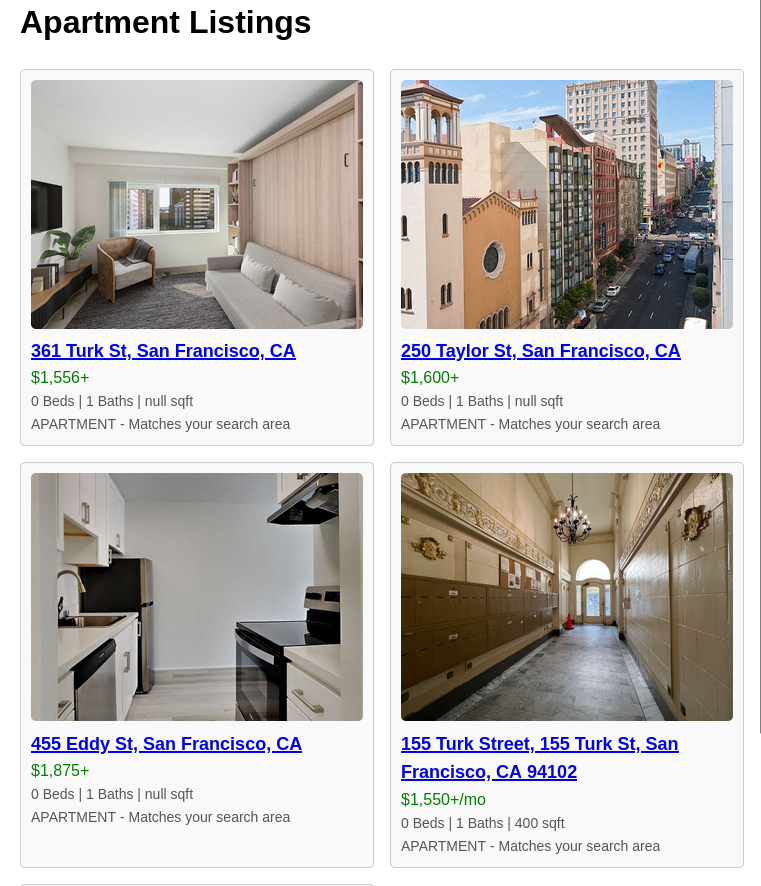 Apartment Listings
361 Turk St, San Francisco, CA
$1,556+
0 Beds | 1 Baths | null sqft
APARTMENT - Matches your search area
250 Taylor St, San Francisco, CA
$1,600+
0 Beds | 1 Baths | null sqft
APARTMENT - Matches your search area
455 Eddy St, San Francisco, CA
$1,875+
0 Beds | 1 Baths | null sqft
APARTMENT - Matches your search area
155 Turk Street, 155 Turk St, San
Francisco, CA 94102
$1,550+/mo
0 Beds | 1 Baths | 400 sqft
APARTMENT - Matches your search area